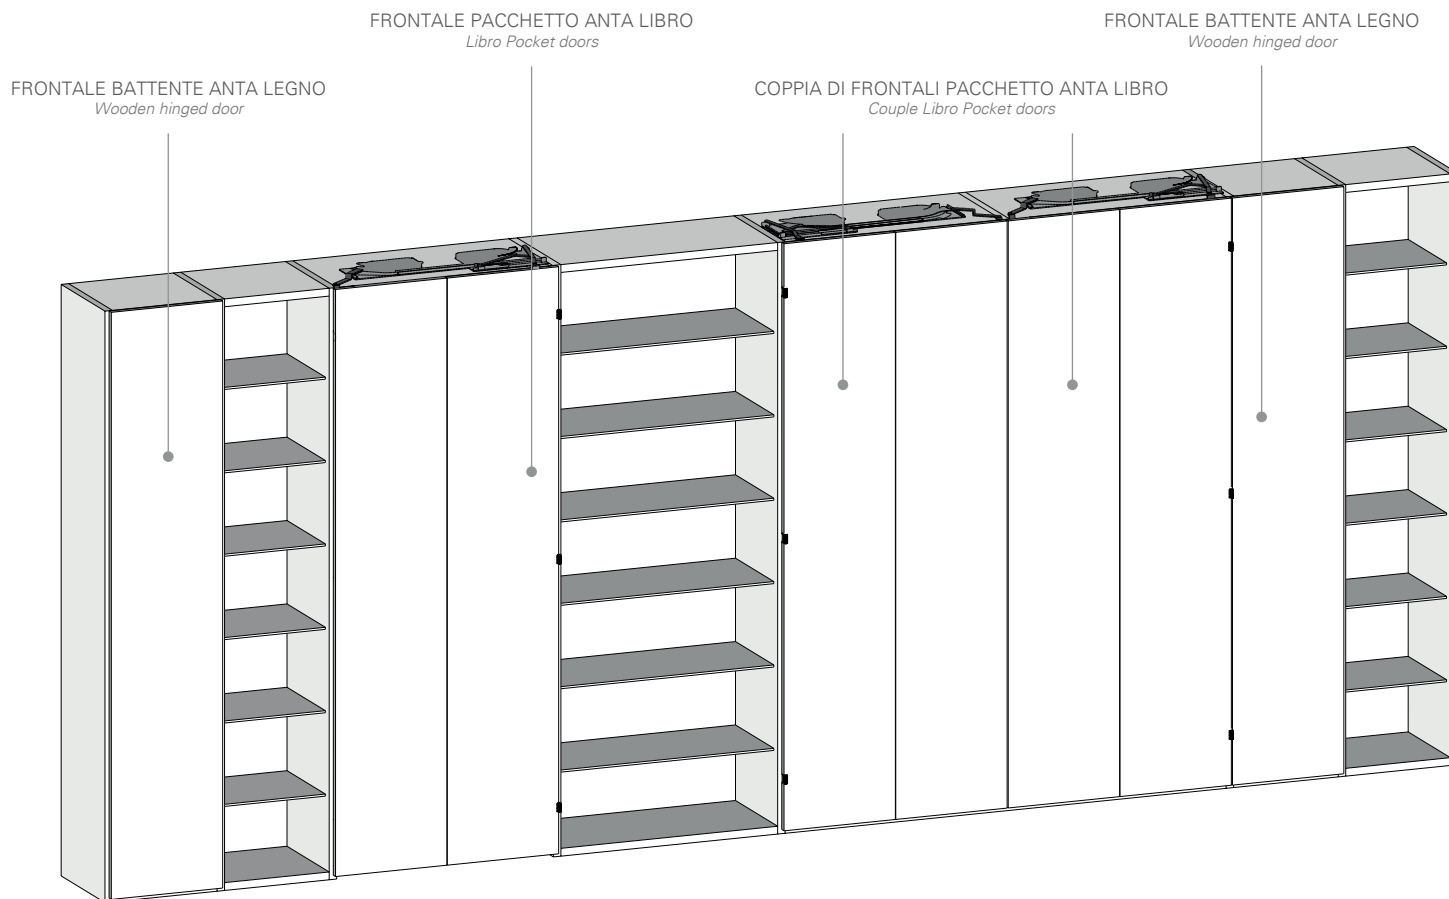 FRONTALE PACCHETTO ANTA LIBRO
Libro Pocket doors
FRONTALE BATTENTE ANTA LEGNO
Wooden hinged door
FRONTALE BATTENTE ANTA LEGNO
Wooden hinged door
COPPIA DI FRONTALI PACCHETTO ANTA LIBRO
Couple Libro Pocket doors